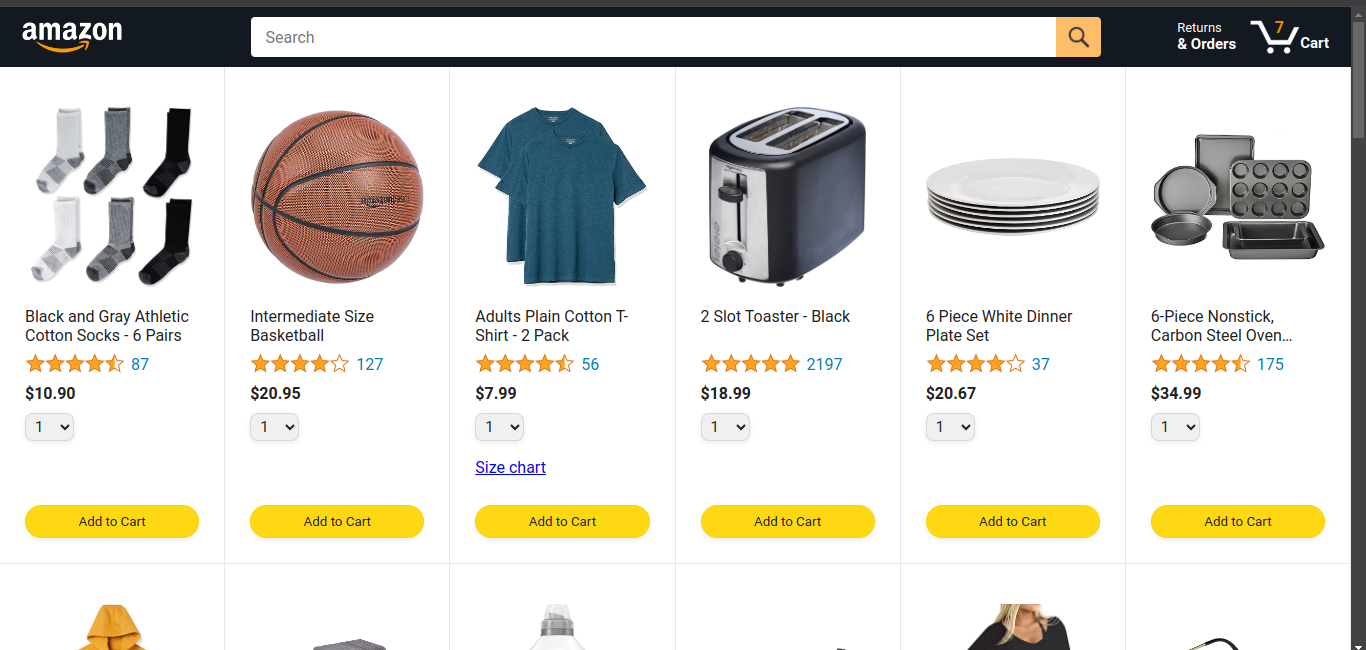 amazon
Search
Returns
& Orders
7
Cart
Black and Gray Athletic
Cotton Socks - 6 Pairs
87
$10.90
1
Add to Cart
Intermediate Size
Basketball
127
$20.95
1
Add to Cart
Adults Plain Cotton T-
Shirt - 2 Pack
56
$7.99
1
Size chart
Add to Cart
2 Slot Toaster - Black
2197
$18.99
1
Add to Cart
6 Piece White Dinner
Plate Set
37
$20.67
1
Add to Cart
6-Piece Nonstick,
Carbon Steel Oven...
175
$34.99
1
Add to Cart